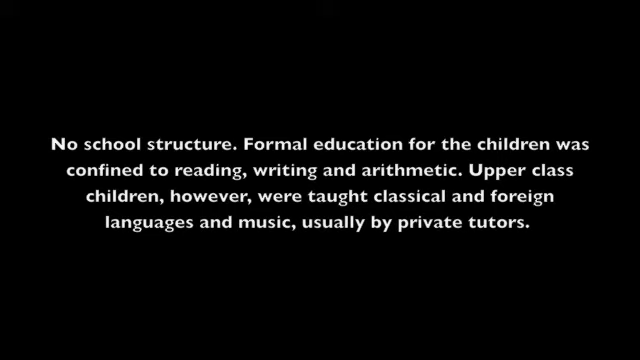 No school structure. Formal education for the children was
confined to reading, writing and arithmetic. Upper class
children, however, were taught classical and foreign
languages and music, usually by private tutors.